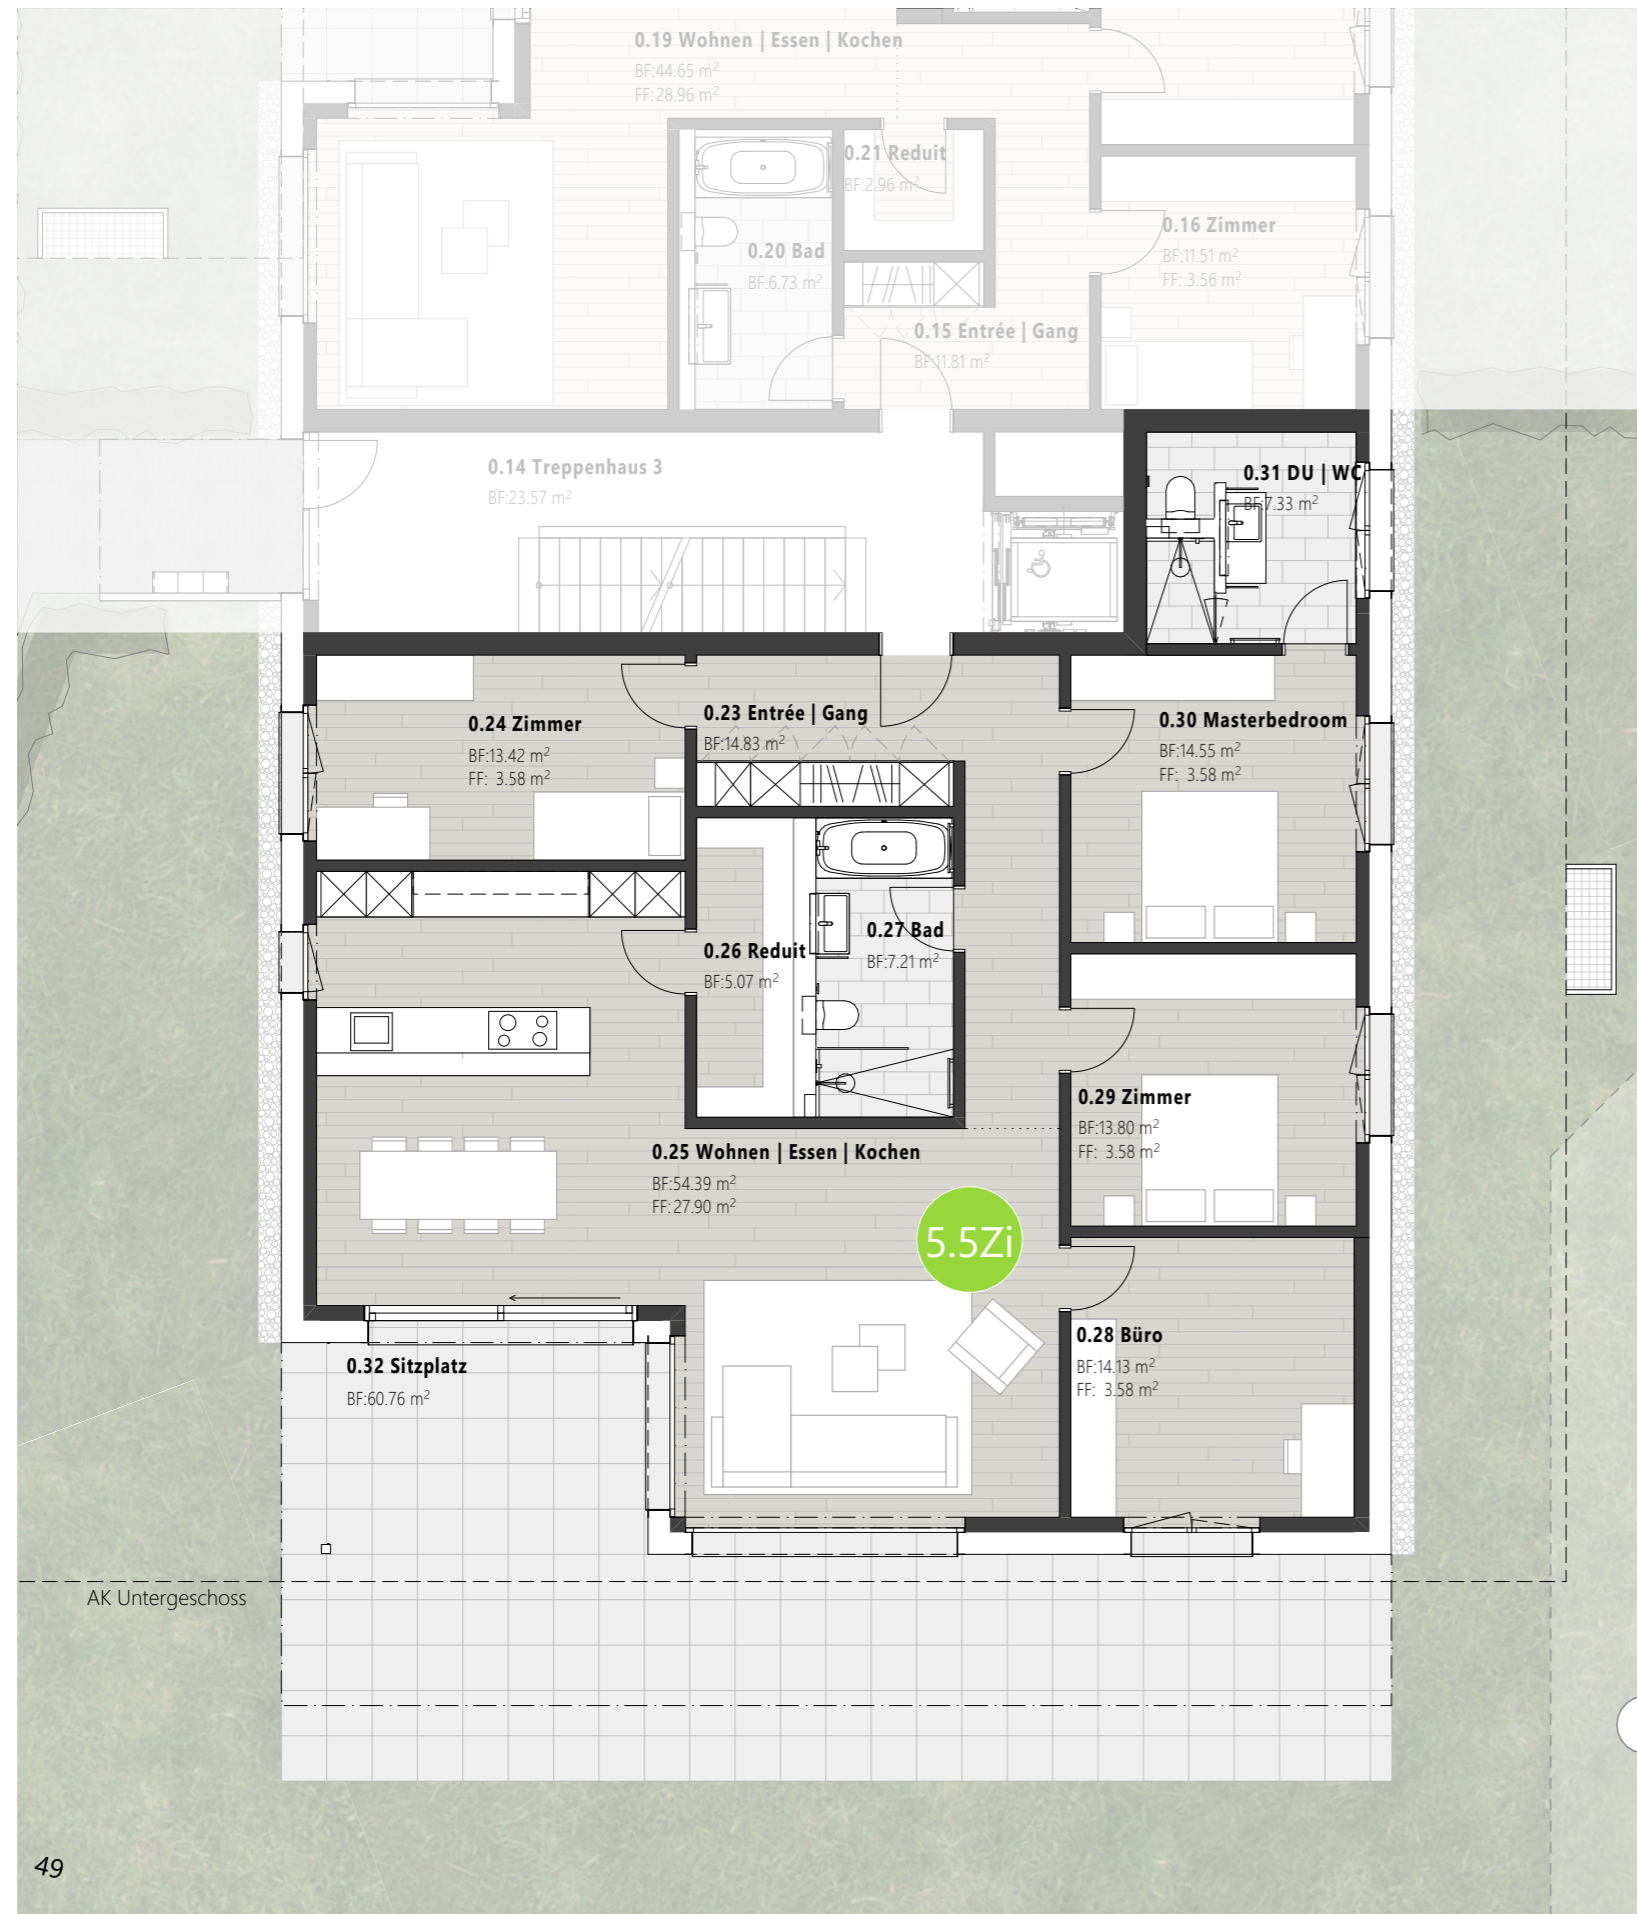 0.19 Wohnen | Essen | Kochen
BF:44.65 m²
FF:28.96 m²
0.21 Reduit
BF:2.96 m²
0.16 Zimmer
BF:11.51 m²
FF: 3.56 m²
0.20 Bad
BF:6.73 m²
0.15 Entrée | Gang
BF:11.81 m²
0.14 Treppenhaus 3
BF:23.57 m²
0.31 DU | WC
BF:7.33 m²
0.24 Zimmer
BF:13.42 m²
FF: 3.58 m²
0.23 Entrée | Gang
BF:14.83 m²
0.30 Masterbedroom
BF:14.55 m²
FF: 3.58 m²
0.26 Reduit
BF:5.07 m²
0.27 Bad
BF:7.21 m²
0.29 Zimmer
BF:13.80 m²
FF: 3.58 m²
0.25 Wohnen | Essen | Kochen
BF:54.39 m²
FF:27.90 m²
5.5Zi
0.28 Büro
BF:14.13 m²
FF: 3.58 m²
0.32 Sitzplatz
BF:60.76 m²
AK Untergeschoss
49